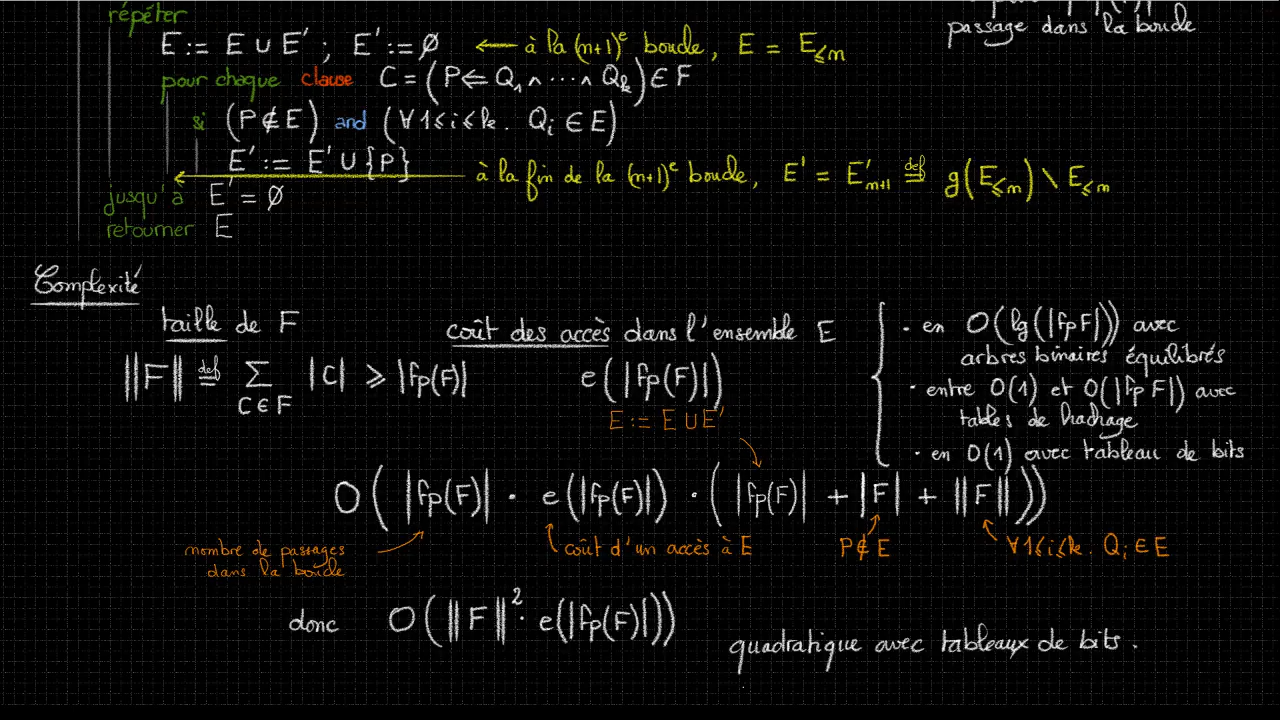 répéter
passage dans la boucle
E := E ∪ E' ; E' := ∅ ← à la (n+1)ᵉ boucle, E = E≤n
pour chaque clause C = (P ⇐ Q₁ ∧ ⋯ ∧ Qₖ) ∈ F
si (P ∉ E) and (∀1≤i≤k. Qᵢ ∈ E)
E' := E' ∪ {P}
à la fin de la (n+1)ᵉ boucle, E' = E'ₙ₊₁ ≝ g(E≤n) \ E≤n
jusqu'à E' = ∅
retourner E
Complexité
taille de F
‖F‖ ≝ ∑ C∈F |C| ≥ |fp(F)|
coût des accès dans l'ensemble E
e(|fp(F)|)
· en O(lg(|fp F|)) avec
arbres binaires équilibrés
· entre O(1) et O(|fp F|) avec
tables de hachage
· en O(1) avec tableau de bits
E := E ∪ E'
O(|fp(F)| · e(|fp(F)|) · (|fp(F)| + |F| + ‖F‖))
nombre de passages
dans la boucle
coût d'un accès à E
P ∉ E
∀1≤i≤k. Qᵢ ∈ E
donc O(‖F‖² · e(|fp(F)|))
quadratique avec tableaux de bits.